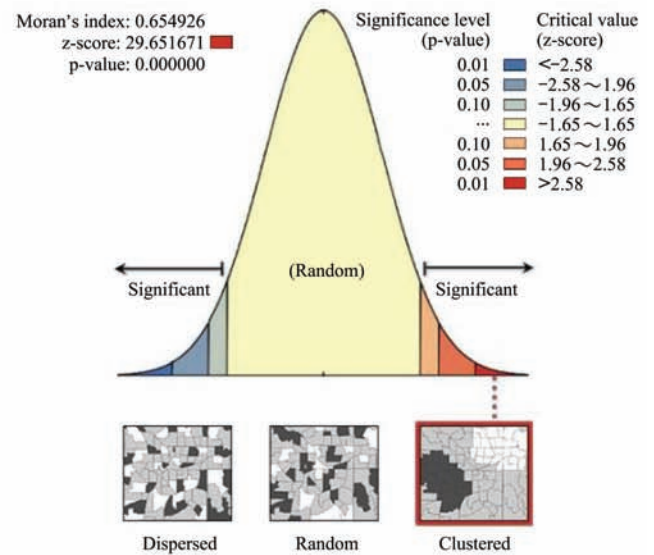 Moran's index: 0.654926
z-score: 29.651671
p-value: 0.000000
Significance level
(p-value)
Critical value
(z-score)
0.01 <-2.58
0.05 -2.58～1.96
0.10 -1.96～1.65
... -1.65～1.65
0.10 1.65～1.96
0.05 1.96～2.58
0.01 >2.58
(Random)
Significant
Significant
Dispersed
Random
Clustered